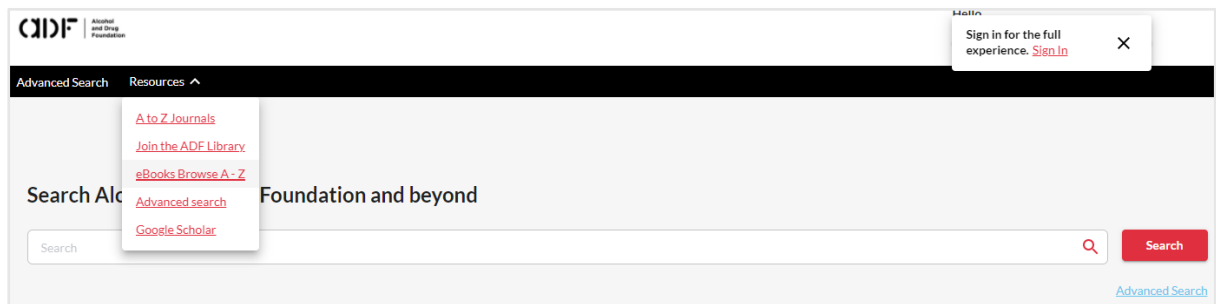 Hello
adf Alcohol
and Drug
Foundation
Sign in for the full
experience. Sign In
Advanced Search Resources
A to Z Journals
Join the ADF Library
eBooks Browse A - Z
Search Alc Foundation and beyond
Advanced search
Google Scholar
Search Search
Advanced Search